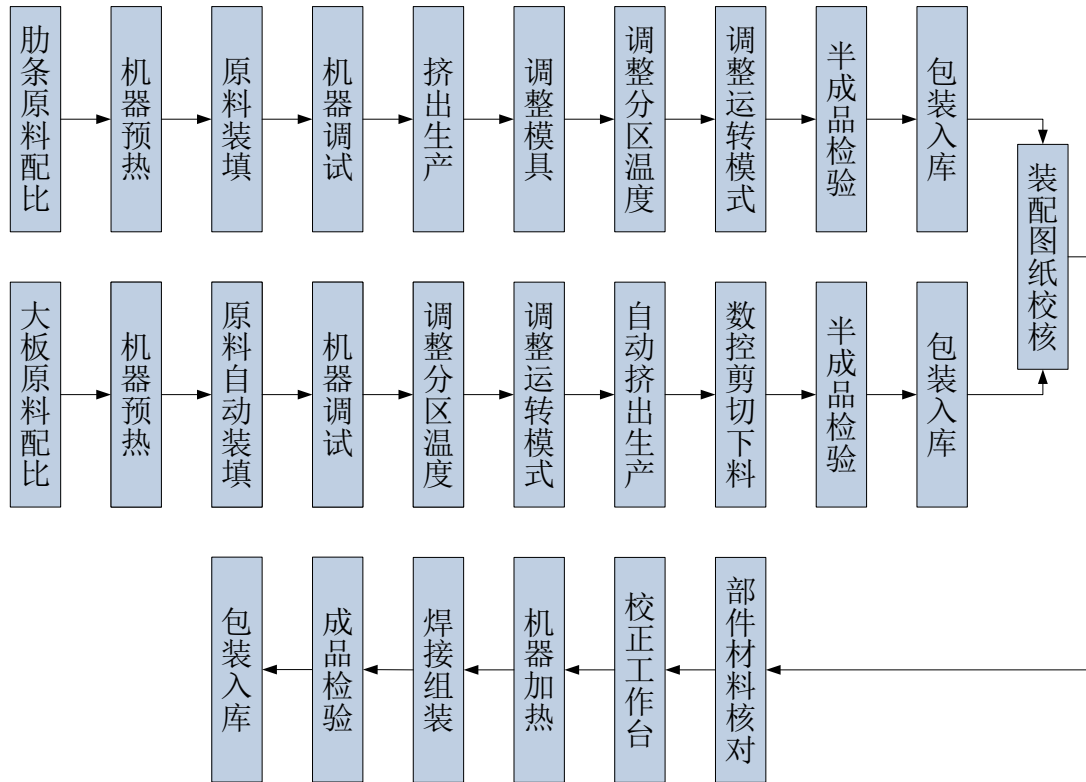 肋条原料配比
机器预热
原料装填
机器调试
挤出生产
调整模具
调整分区温度
调整运转模式
半成品检验
包装入库
装配图纸校核
大板原料配比
机器预热
原料自动装填
机器调试
调整分区温度
调整运转模式
自动挤出生产
数控剪切下料
半成品检验
包装入库
部件材料核对
校正工作台
机器加热
焊接组装
成品检验
包装入库